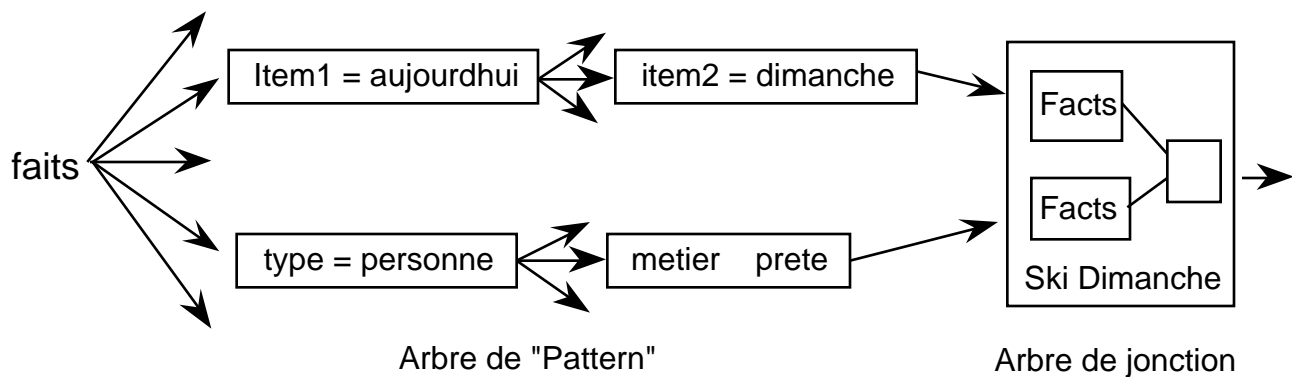 faits
Item1 = aujourdhui
item2 = dimanche
type = personne
metier prete
Facts
Facts
Ski Dimanche
Arbre de "Pattern"
Arbre de jonction